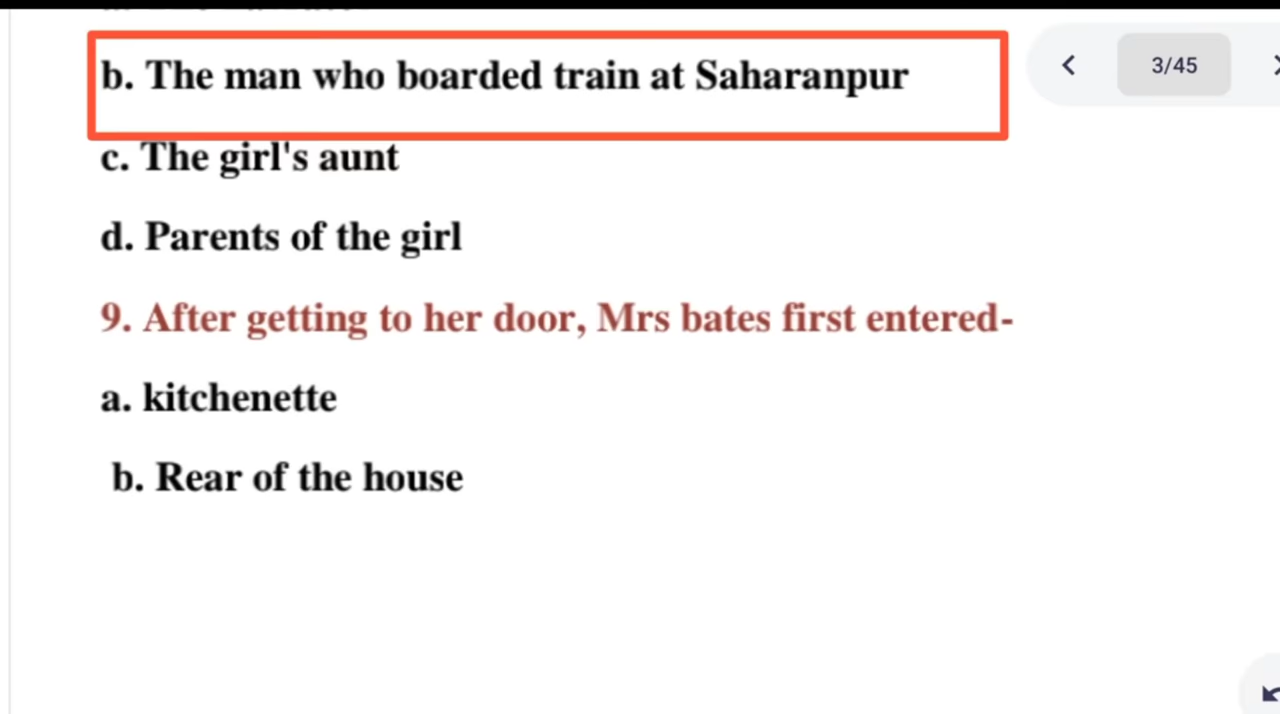 b. The man who boarded train at Saharanpur
3/45
c. The girl's aunt
d. Parents of the girl
9. After getting to her door, Mrs bates first entered-
a. kitchenette
b. Rear of the house